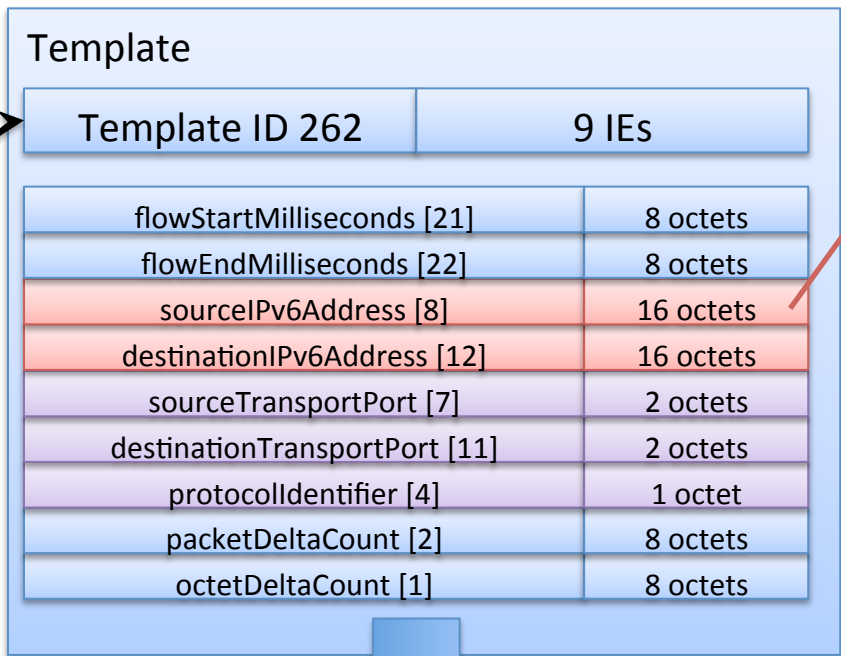 Template
Template ID 262 9 IEs
flowStartMilliseconds [21] 8 octets
flowEndMilliseconds [22] 8 octets
sourceIPv6Address [8] 16 octets
destinationIPv6Address [12] 16 octets
sourceTransportPort [7] 2 octets
destinationTransportPort [11] 2 octets
protocolIdentifier [4] 1 octet
packetDeltaCount [2] 8 octets
octetDeltaCount [1] 8 octets